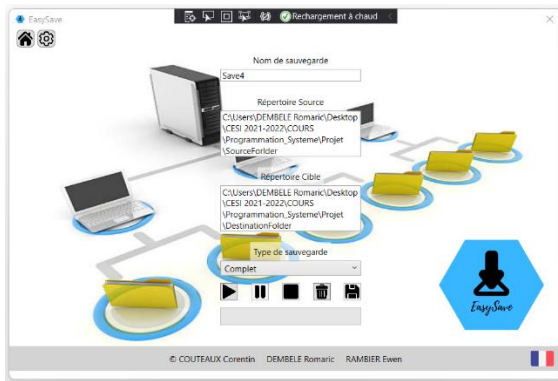 EasySave
Rechargement à chaud
Nom de sauvegarde
Save4
Répertoire Source
C:\Users\DEMBELE Romaric\Desktop
\CESI 2021-2022\COURS
\Programmation_Systeme\Projet
\SourceForlder
Répertoire Cible
C:\Users\DEMBELE Romaric\Desktop
\CESI 2021-2022\COURS
\Programmation_Systeme\Projet
\DestinationFolder
Type de sauvegarde
Complet
EasySave
© COUTEAUX Corentin DEMBELE Romaric RAMBIER Ewen